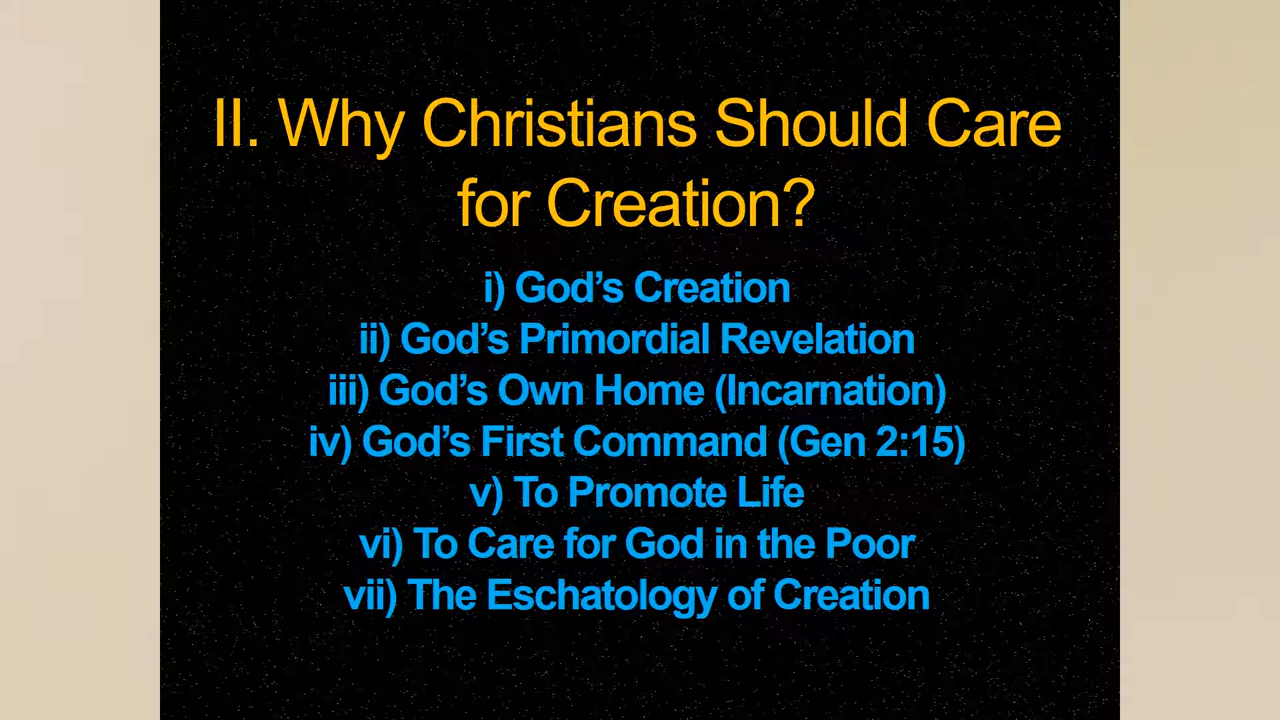 II. Why Christians Should Care
for Creation?
i) God’s Creation
ii) God’s Primordial Revelation
iii) God’s Own Home (Incarnation)
iv) God’s First Command (Gen 2:15)
v) To Promote Life
vi) To Care for God in the Poor
vii) The Eschatology of Creation